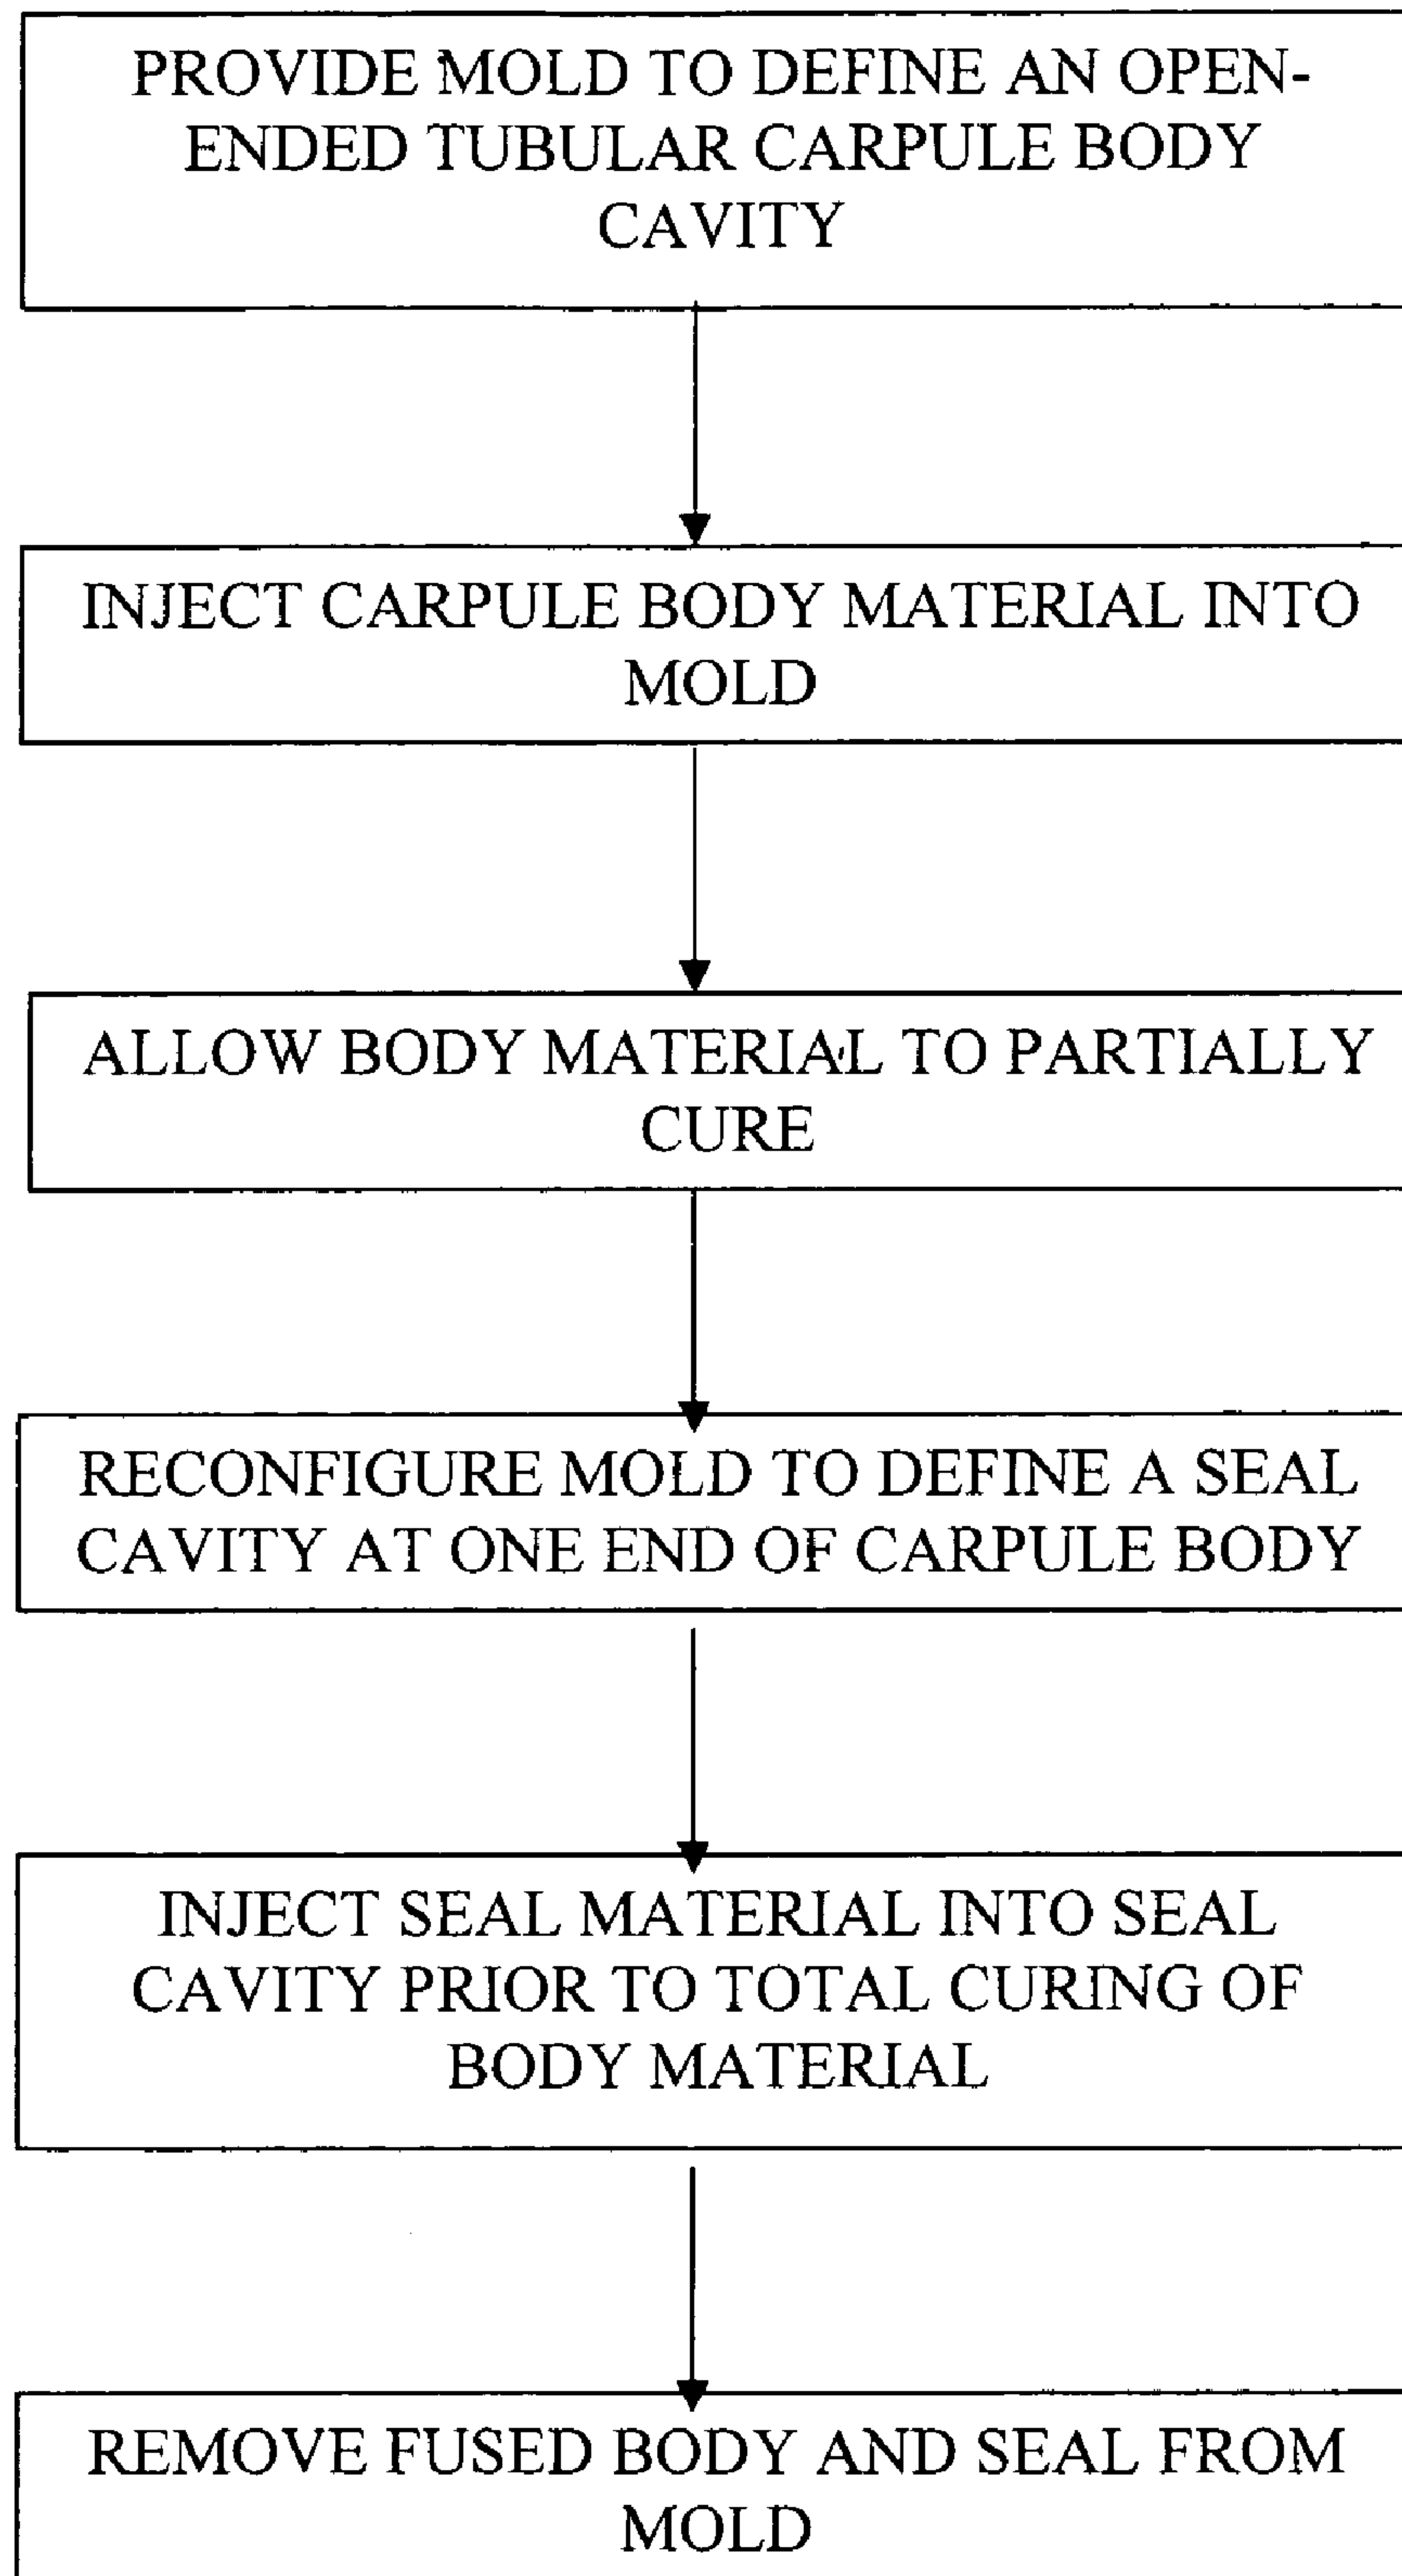 PROVIDE MOLD TO DEFINE AN OPEN-
ENDED TUBULAR CARPULE BODY
CAVITY
INJECT CARPULE BODY MATERIAL INTO
MOLD
ALLOW BODY MATERIAL TO PARTIALLY
CURE
RECONFIGURE MOLD TO DEFINE A SEAL
CAVITY AT ONE END OF CARPULE BODY
INJECT SEAL MATERIAL INTO SEAL
CAVITY PRIOR TO TOTAL CURING OF
BODY MATERIAL
REMOVE FUSED BODY AND SEAL FROM
MOLD